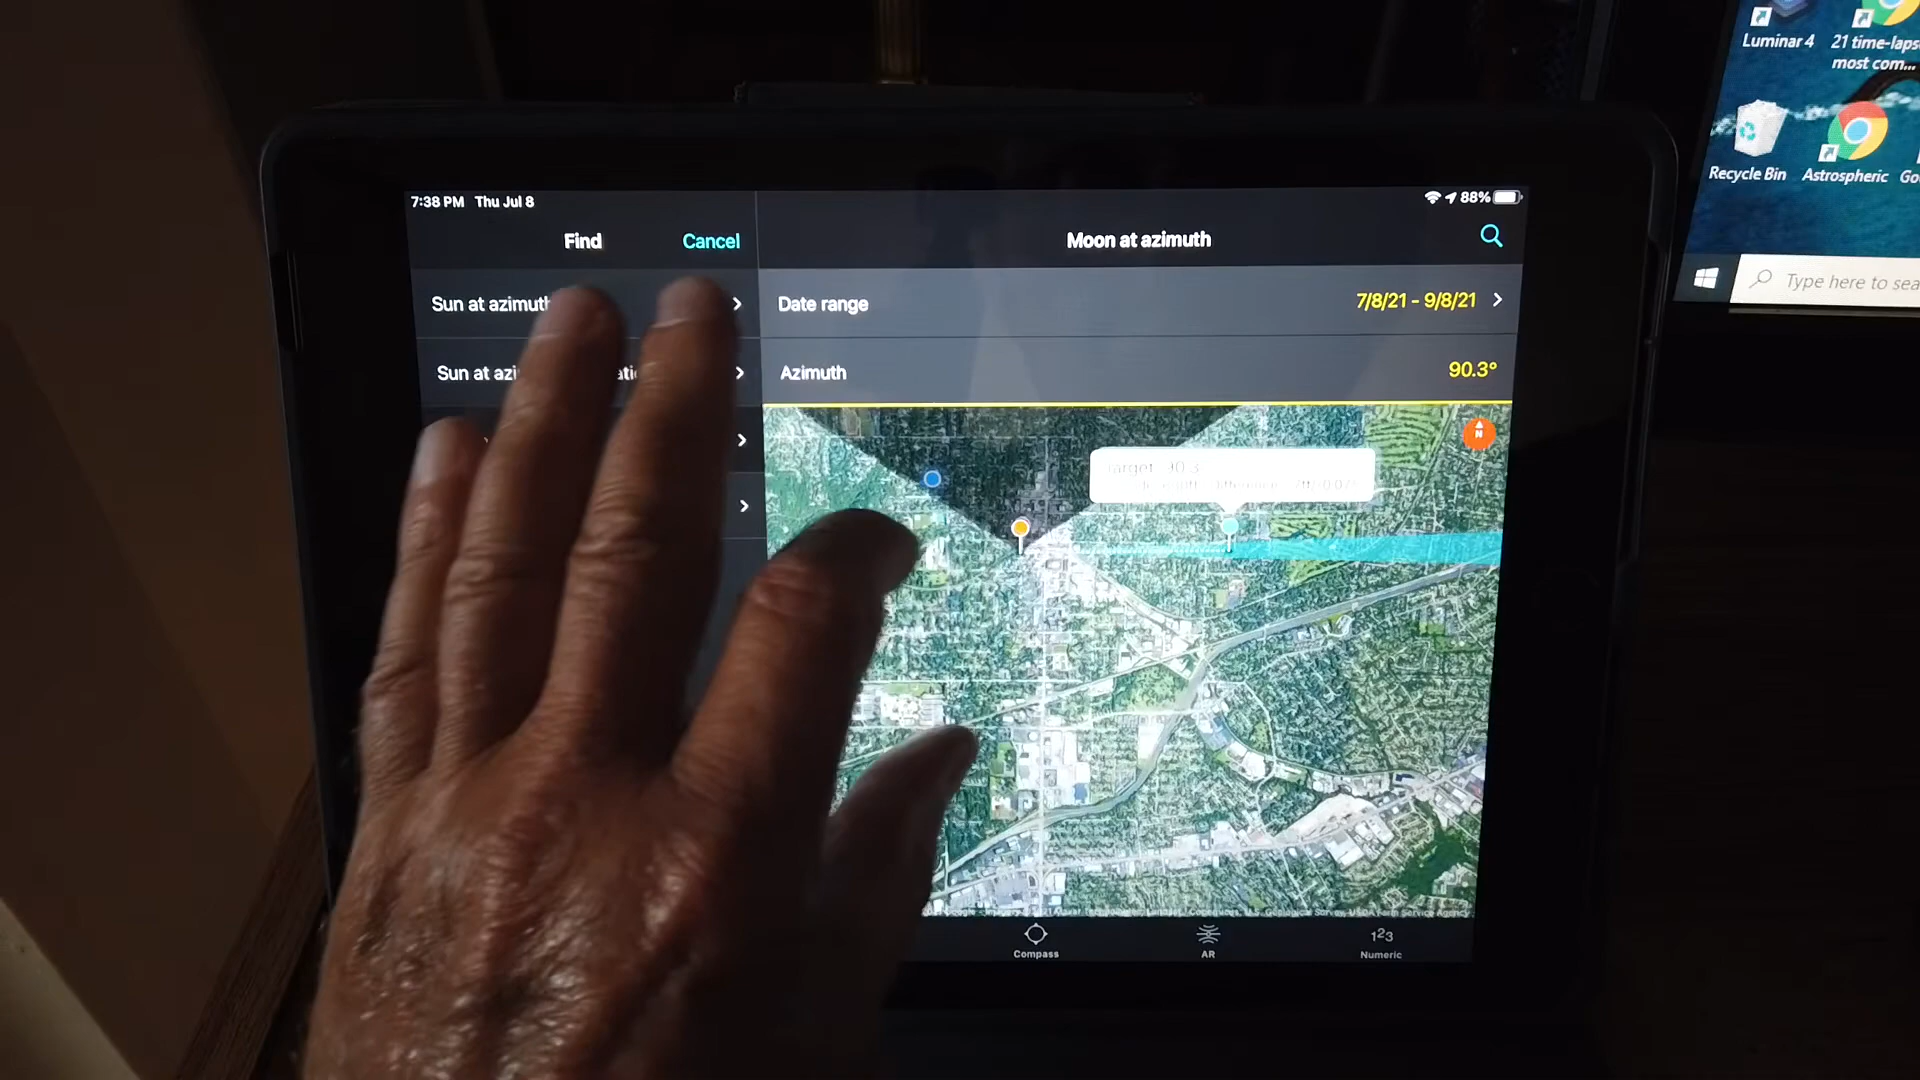 7:38 PM Thu Jul 8
88%
Find
Cancel
Moon at azimuth
Sun at azimuth
Date range
7/8/21 - 9/8/21
Sun at azi
Azimuth
90.3°
N
Compass
AR
123
Numeric
Luminar 4
21 time-laps
most com...
Recycle Bin
Astrospheric
Go
Type here to sea